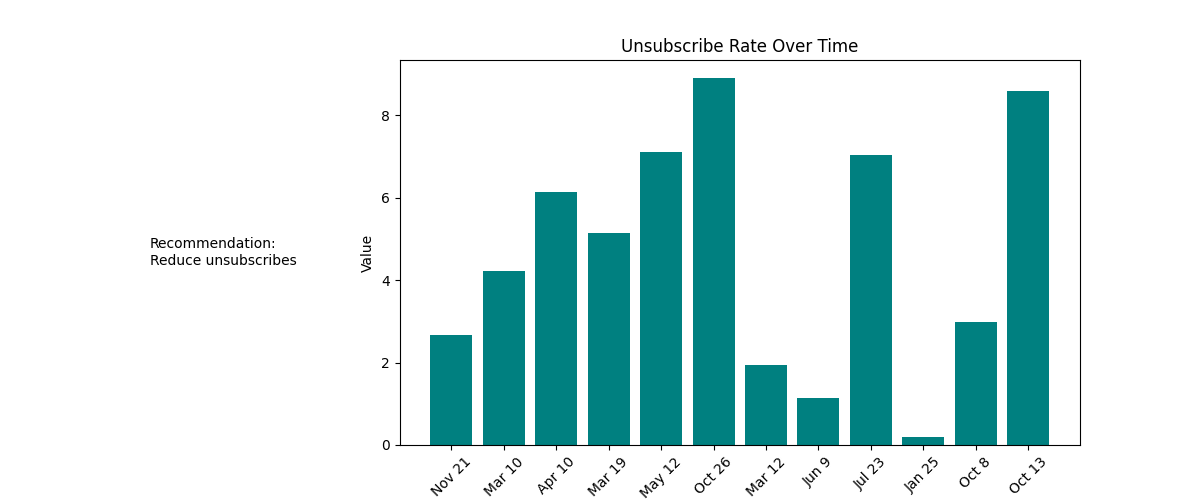 Unsubscribe Rate Over Time
Recommendation:
Reduce unsubscribes
Value
8
6
4
2
0
Nov 21
Mar 10
Apr 10
Mar 19
May 12
Oct 26
Mar 12
Jun 9
Jul 23
Jan 25
Oct 8
Oct 13